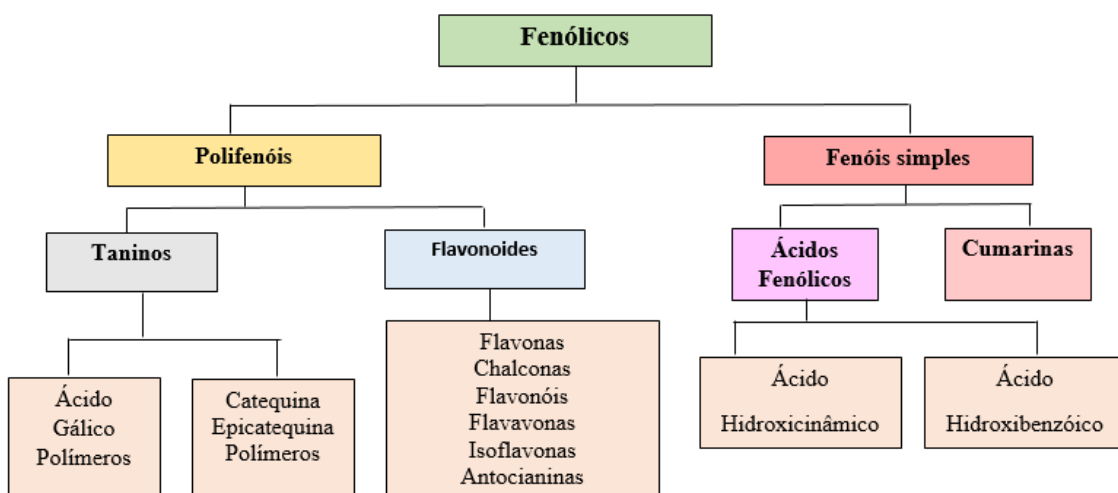 Fenólicos
Polifenóis
Fenóis simples
Taninos
Flavonoides
Ácidos
Fenólicos
Cumarinas
Ácido
Gálico
Polímeros
Catequina
Epicatequina
Polímeros
Flavonas
Chalconas
Flavonóis
Flavavonas
Isoflavonas
Antocianinas
Ácido
Hidroxicinâmico
Ácido
Hidroxibenzóico